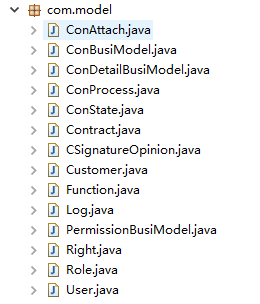 com.model
ConAttach.java
ConBusiModel.java
ConDetailBusiModel.java
ConProcess.java
ConState.java
Contract.java
CSignatureOpinion.java
Customer.java
Function.java
Log.java
PermissionBusiModel.java
Right.java
Role.java
User.java